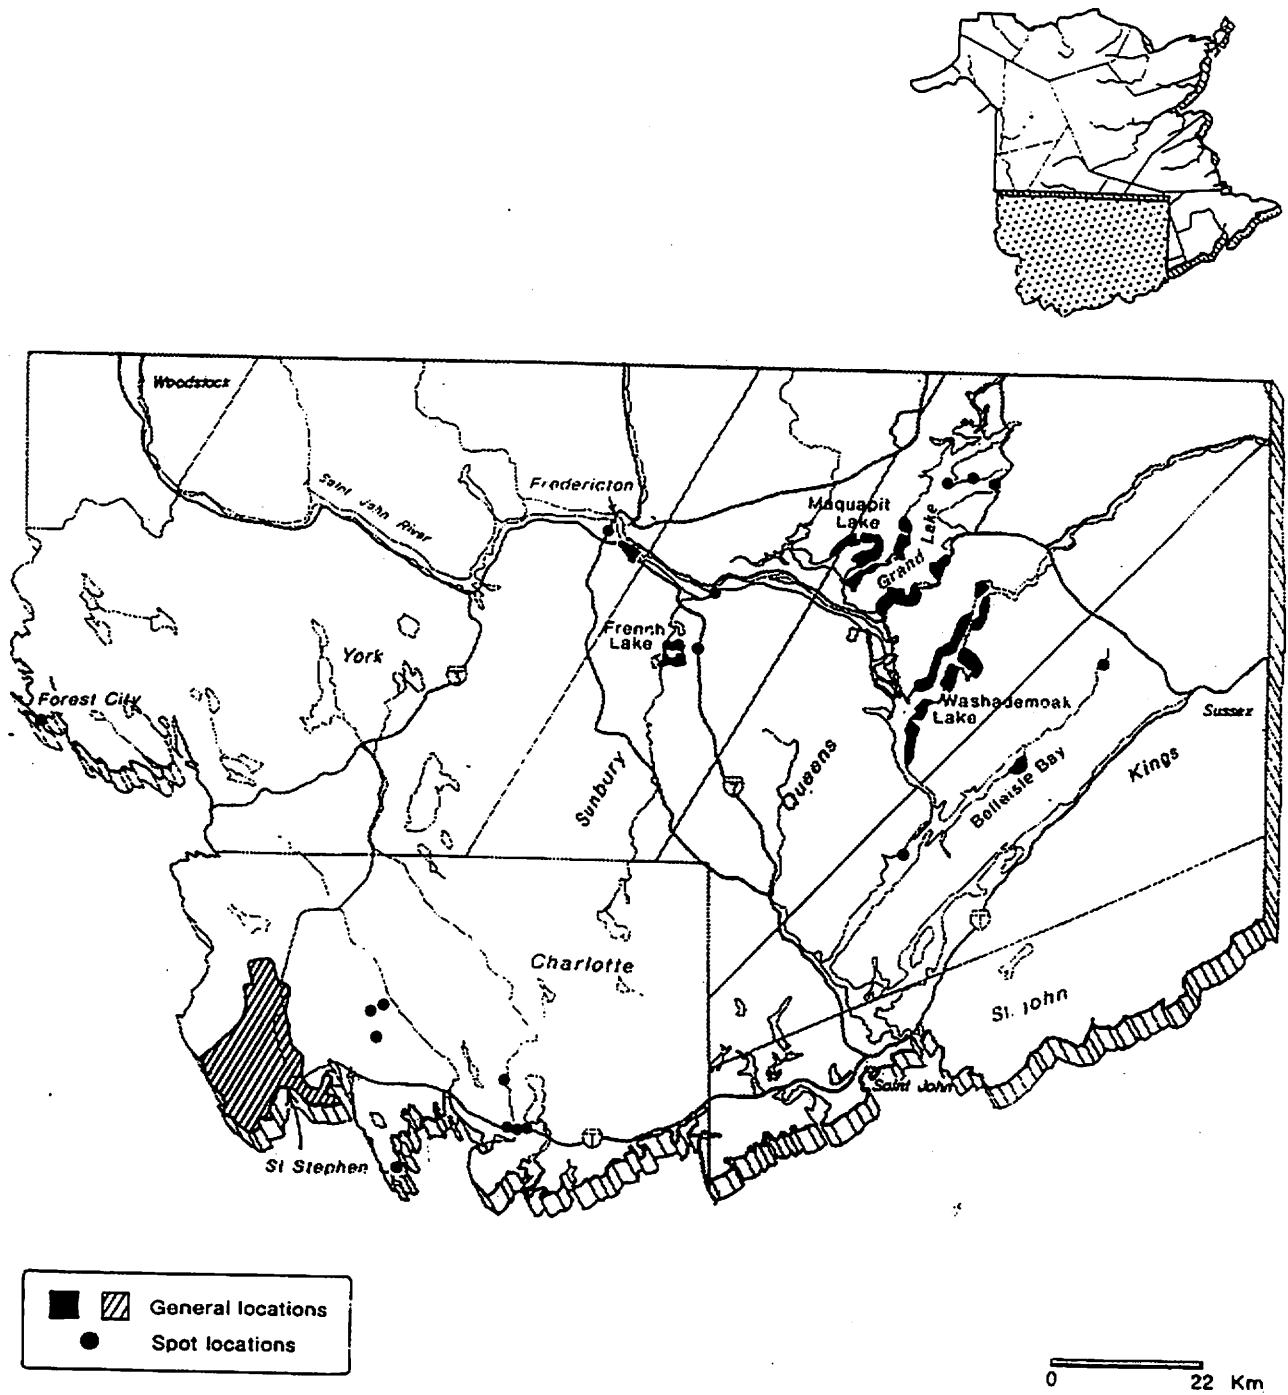 Woodstock
Saint John River
Fredericton
Maquapit
Lake
Grand Lake
French
Lake
York
Forest City
Washademoak
Lake
Sussex
Sunbury
Queens
Belleisle Bay
Kings
Charlotte
St. John
Saint John
St Stephen
General locations
Spot locations
0 22 Km